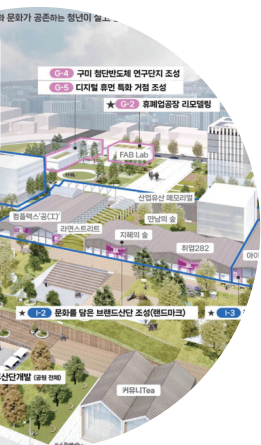 문화가 공존하는 청년이 살고
G-4 구미 첨단반도체 연구단지 조성
G-5 디지털 휴먼 특화 거점 조성
★ G-2 휴폐업공장 리모델링
FAB Lab
산업유산 메모리얼
컴플렉스'공(工)'
만남의 숲
라면스트리트
지혜의 숲
취업282
아이
★ I-2 문화를 담은 브랜드산단 조성(랜드마크)
★ I-3
산단개발 (공원 전체)
커뮤니Tea